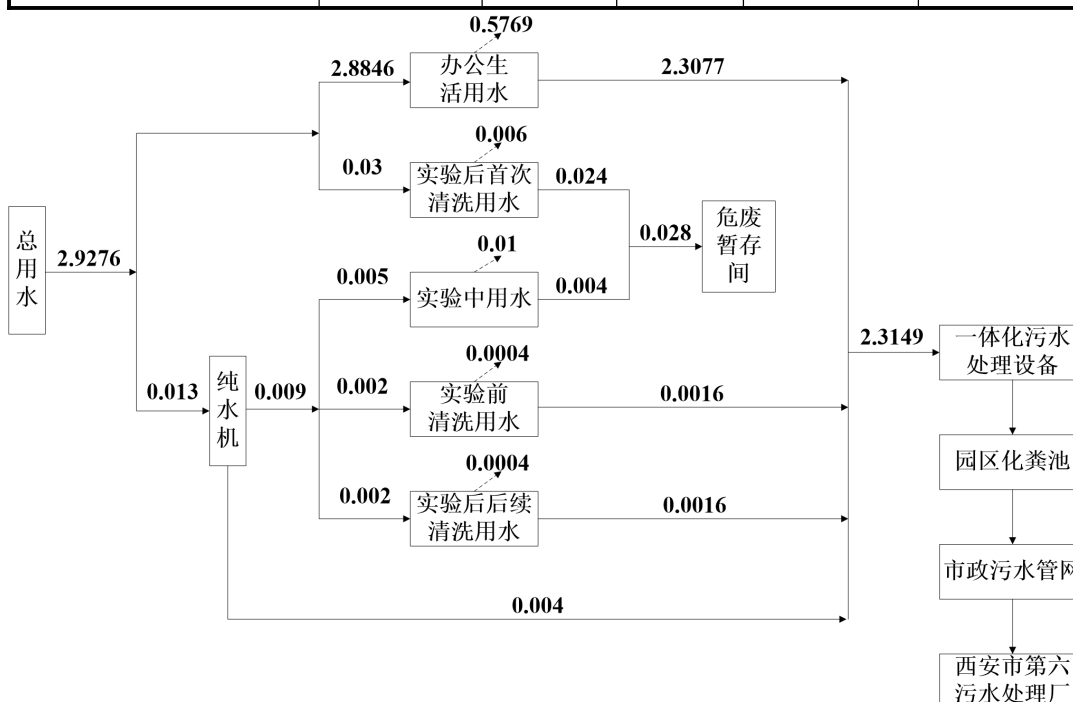 0.5769
2.8846
办公生
活用水
2.3077
0.006
0.03
实验后首次
清洗用水
0.024
总
用
水
2.9276
危废
暂存
间
0.028
0.01
0.005
实验中用水
0.004
0.013
纯
水
机
0.009
0.0004
0.002
实验前
清洗用水
0.0016
2.3149
一体化污水
处理设备
0.0004
0.002
实验后后续
清洗用水
0.0016
园区化粪池
0.004
市政污水管网
西安市第六
污水处理厂